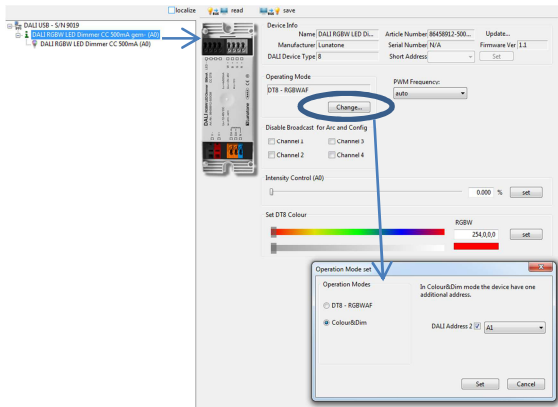 localize read save
DALI USB - S/N 9019
DALI RGBW LED Dimmer CC 500mA gem- (A0)
DALI RGBW LED Dimmer CC 500mA (A0)
Device Info
Name DALI RGBW LED Di... Article Number 86458912-500... Update...
Manufacturer Lunatone Serial Number N/A Firmware Ver 1.1
DALI Device Type 8 Short Address Set
Operating Mode
DT8 - RGBWAF
Change...
PWM Frequency:
auto
Disable Broadcast for Arc and Config
Channel 1 Channel 3
Channel 2 Channel 4
Intensity Control (A0)
0.000 % set
Set DT8 Colour
RGBW
254,0,0,0 set
Operation Mode set
Operation Modes
DT8 - RGBWAF
Colour&Dim
In Colour&Dim mode the device have one
additional address.
DALI Address 2 A1
Set Cancel
DALI
Lunatone